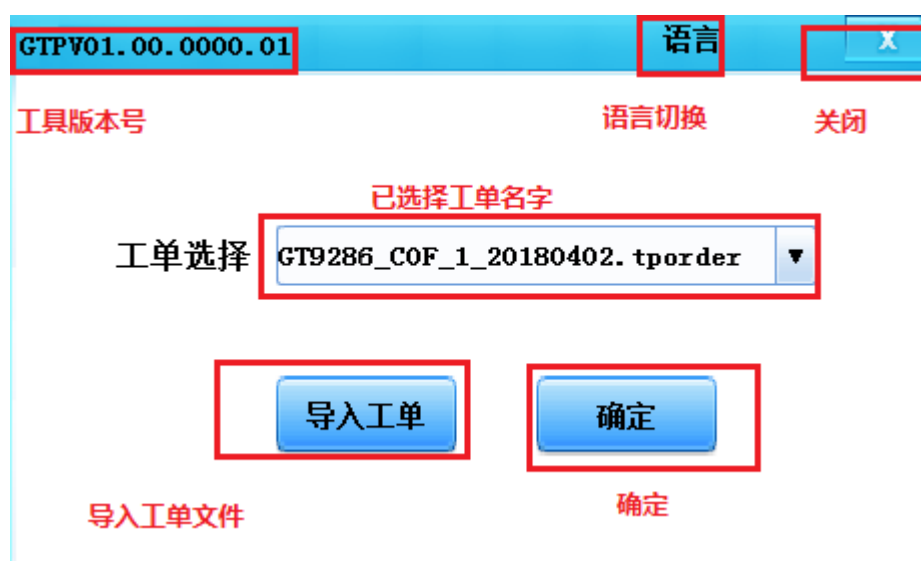 GTPV01.00.0000.01
语言
X
工具版本号
语言切换
关闭
已选择工单名字
工单选择
GT9286_COF_1_20180402.tporder
导入工单
确定
导入工单文件
确定